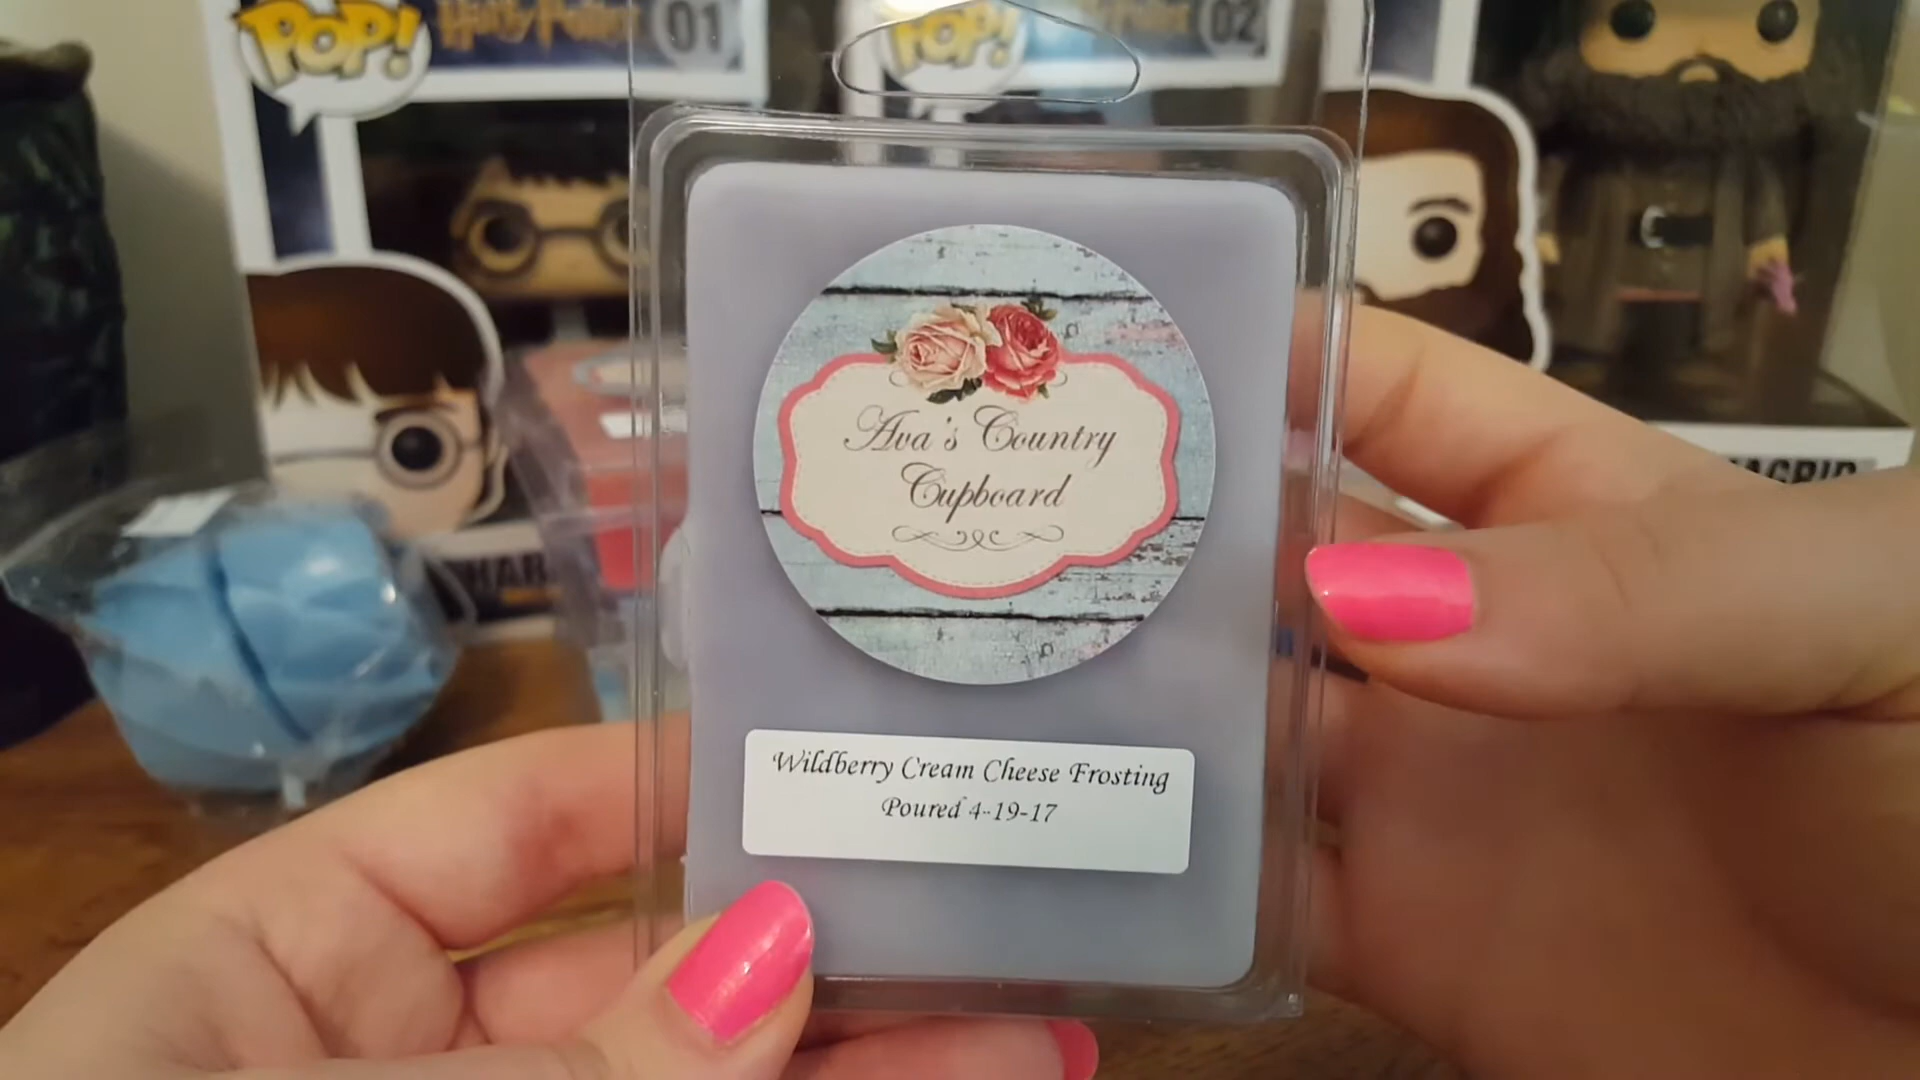 POP! Harry Potter 01
POP! Potter 02
Ava's Country
Cupboard
Wildberry Cream Cheese Frosting
Poured 4-19-17
HAR
HAGRID